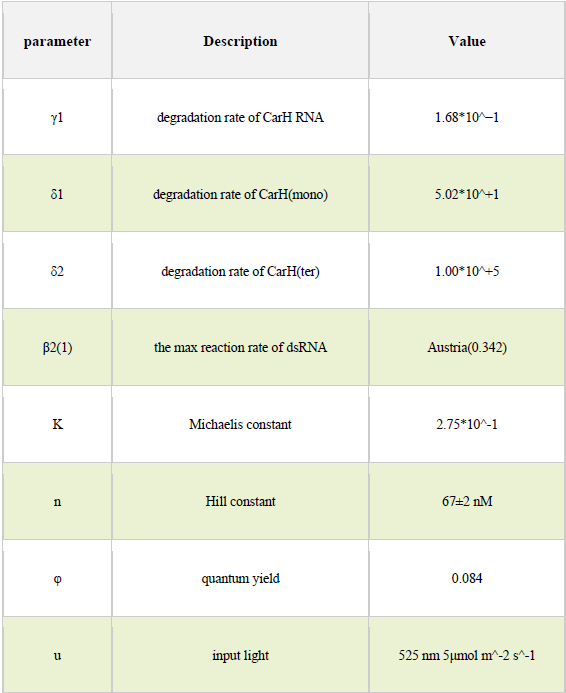 parameter Description Value
γ1 degradation rate of CarH RNA 1.68*10^−1
δ1 degradation rate of CarH(mono) 5.02*10^+1
δ2 degradation rate of CarH(ter) 1.00*10^+5
β2(1) the max reaction rate of dsRNA Austria(0.342)
K Michaelis constant 2.75*10^-1
n Hill constant 67±2 nM
φ quantum yield 0.084
u input light 525 nm 5μmol m^-2 s^-1